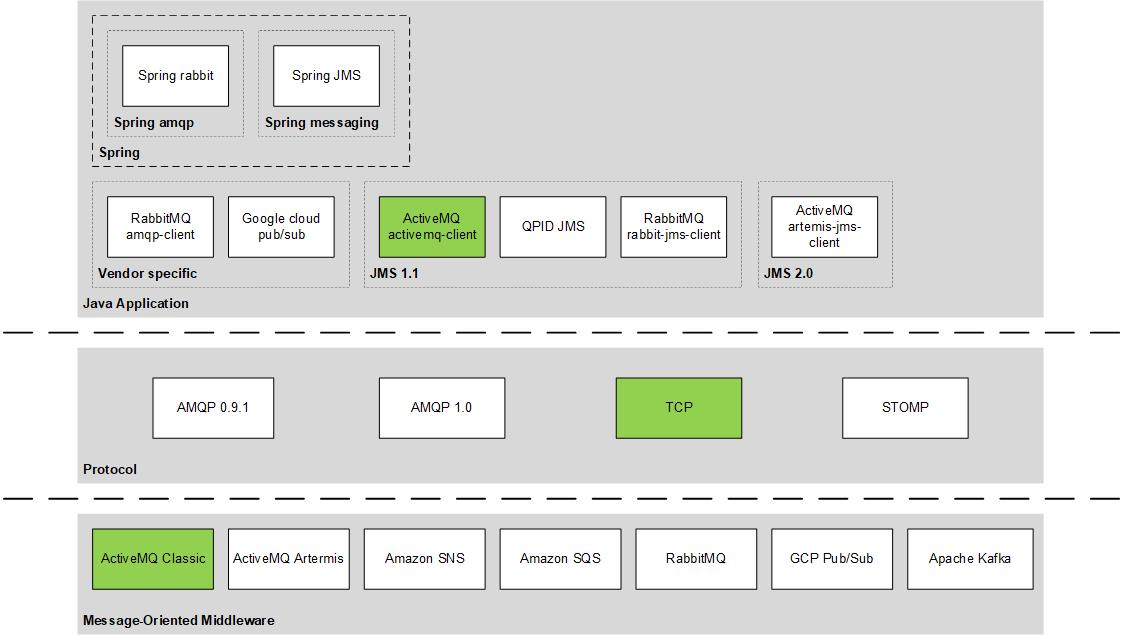 Spring rabbit
Spring JMS
Spring amqp
Spring messaging
Spring
RabbitMQ
amqp-client
Google cloud
pub/sub
ActiveMQ
activemq-client
QPID JMS
RabbitMQ
rabbit-jms-client
ActiveMQ
artemis-jms-
client
Vendor specific
JMS 1.1
JMS 2.0
Java Application
AMQP 0.9.1
AMQP 1.0
TCP
STOMP
Protocol
ActiveMQ Classic
ActiveMQ Artermis
Amazon SNS
Amazon SQS
RabbitMQ
GCP Pub/Sub
Apache Kafka
Message-Oriented Middleware